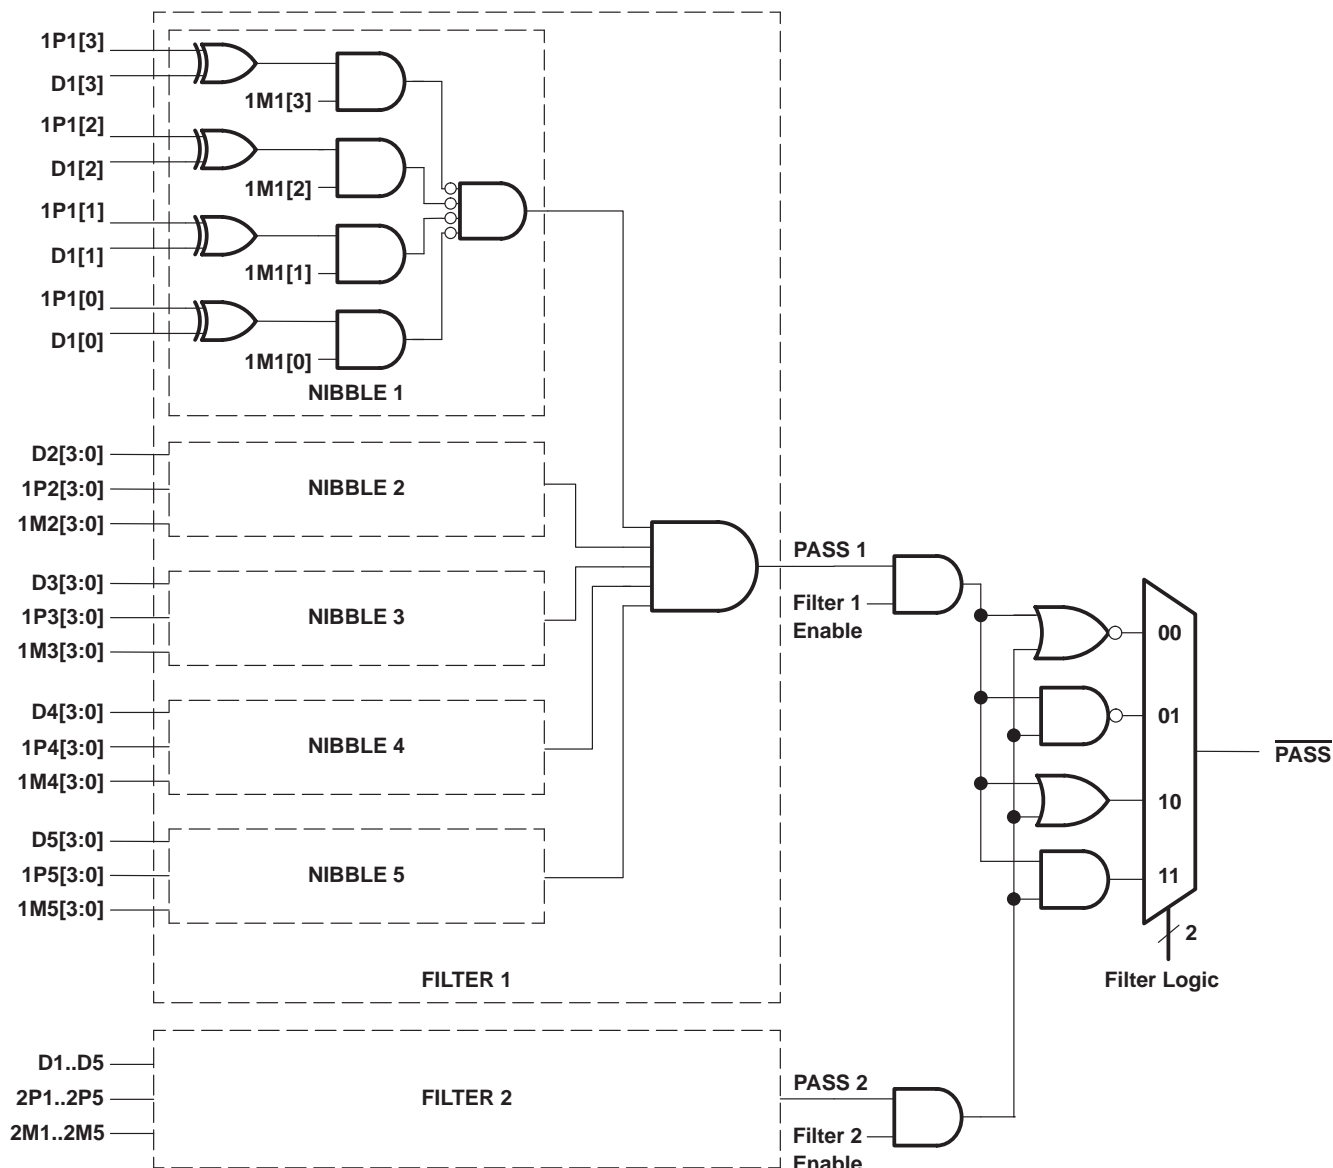 1P1[3]
D1[3]
1M1[3]
1P1[2]
D1[2]
1M1[2]
1P1[1]
D1[1]
1M1[1]
1P1[0]
D1[0]
1M1[0]
NIBBLE 1
D2[3:0]
1P2[3:0]
1M2[3:0]
NIBBLE 2
D3[3:0]
1P3[3:0]
1M3[3:0]
NIBBLE 3
D4[3:0]
1P4[3:0]
1M4[3:0]
NIBBLE 4
D5[3:0]
1P5[3:0]
1M5[3:0]
NIBBLE 5
FILTER 1
PASS 1
Filter 1
Enable
00
01
10
11
PASS
2
Filter Logic
D1..D5
2P1..2P5
2M1..2M5
FILTER 2
PASS 2
Filter 2
Enable